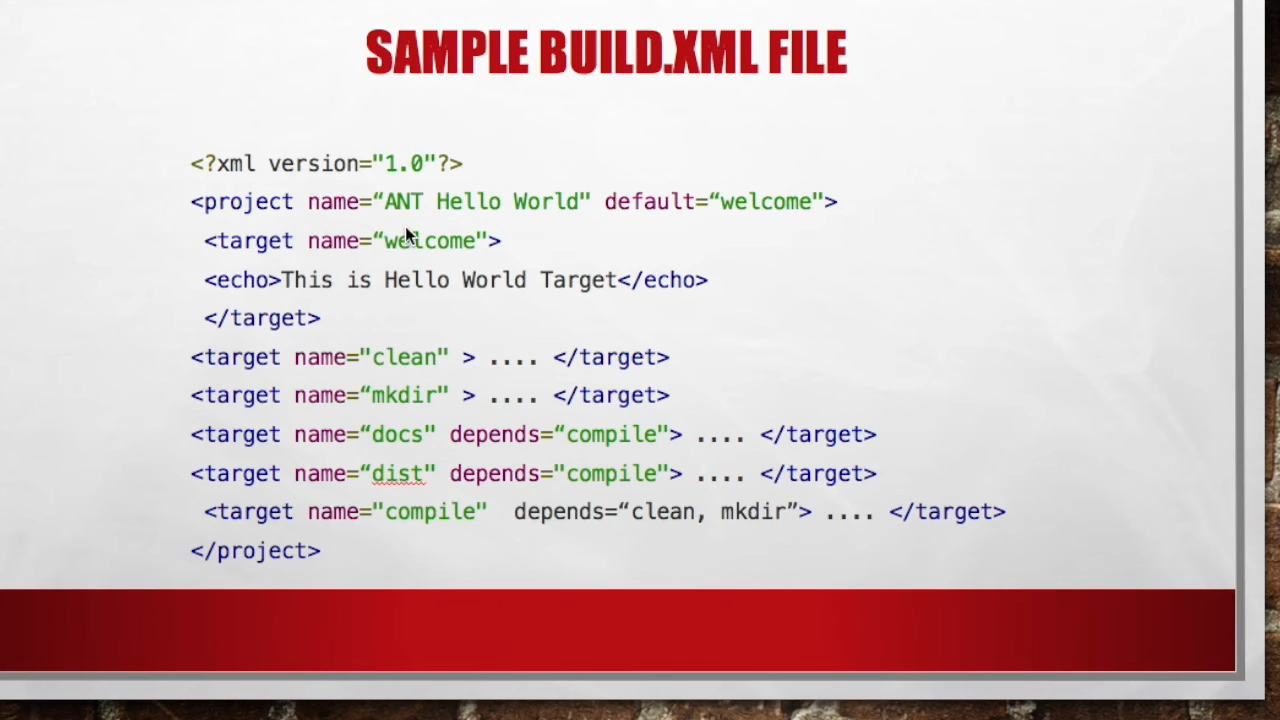 SAMPLE BUILD.XML FILE
<?xml version="1.0"?>
<project name=“ANT Hello World" default=“welcome">
<target name=“welcome">
<echo>This is Hello World Target</echo>
</target>
<target name="clean" > .... </target>
<target name=“mkdir" > .... </target>
<target name=“docs" depends=“compile"> .... </target>
<target name=“dist" depends="compile"> .... </target>
<target name="compile"  depends=“clean, mkdir”> .... </target>
</project>